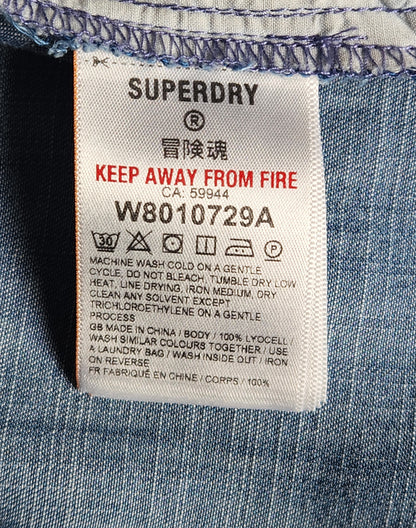 SUPERDRY
®
冒険魂
KEEP AWAY FROM FIRE
CA: 59944
W8010729A
30 P
MACHINE WASH COLD ON A GENTLE
CYCLE, DO NOT BLEACH, TUMBLE DRY LOW
HEAT, LINE DRYING, IRON MEDIUM, DRY
CLEAN ANY SOLVENT EXCEPT
TRICHLOROETHYLENE ON A GENTLE
PROCESS
GB MADE IN CHINA / BODY / 100% LYOCELL/
WASH SIMILAR COLOURS TOGETHER / USE
A LAUNDRY BAG / WASH INSIDE OUT / IRON
ON REVERSE
FR FABRIQUÉ EN CHINE / CORPS / 100%